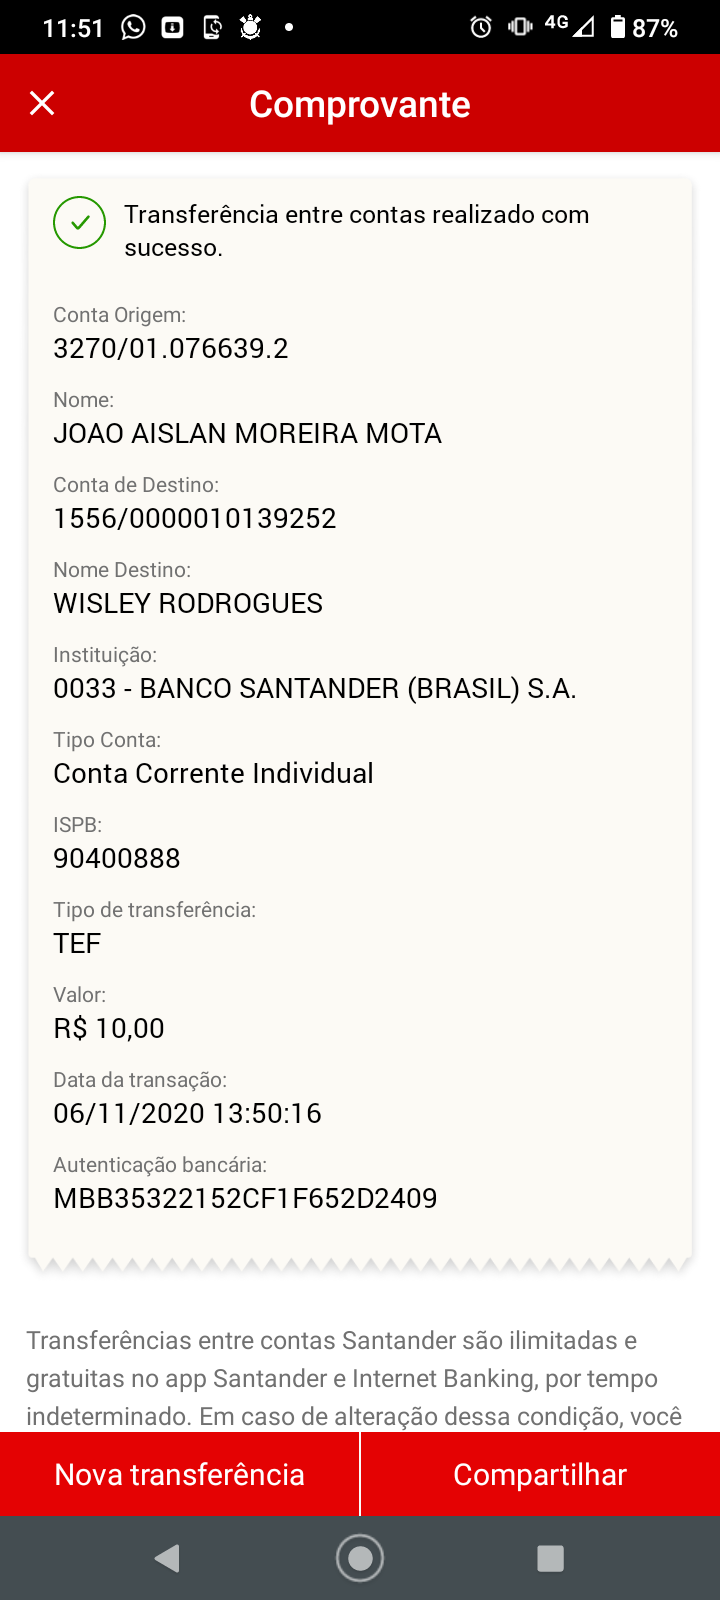 11:51
4G 87%
Comprovante
Transferência entre contas realizado com
sucesso.
Conta Origem:
3270/01.076639.2
Nome:
JOAO AISLAN MOREIRA MOTA
Conta de Destino:
1556/0000010139252
Nome Destino:
WISLEY RODROGUES
Instituição:
0033 - BANCO SANTANDER (BRASIL) S.A.
Tipo Conta:
Conta Corrente Individual
ISPB:
90400888
Tipo de transferência:
TEF
Valor:
R$ 10,00
Data da transação:
06/11/2020 13:50:16
Autenticação bancária:
MBB35322152CF1F652D2409
Transferências entre contas Santander são ilimitadas e
gratuitas no app Santander e Internet Banking, por tempo
indeterminado. Em caso de alteração dessa condição, você
Nova transferência
Compartilhar